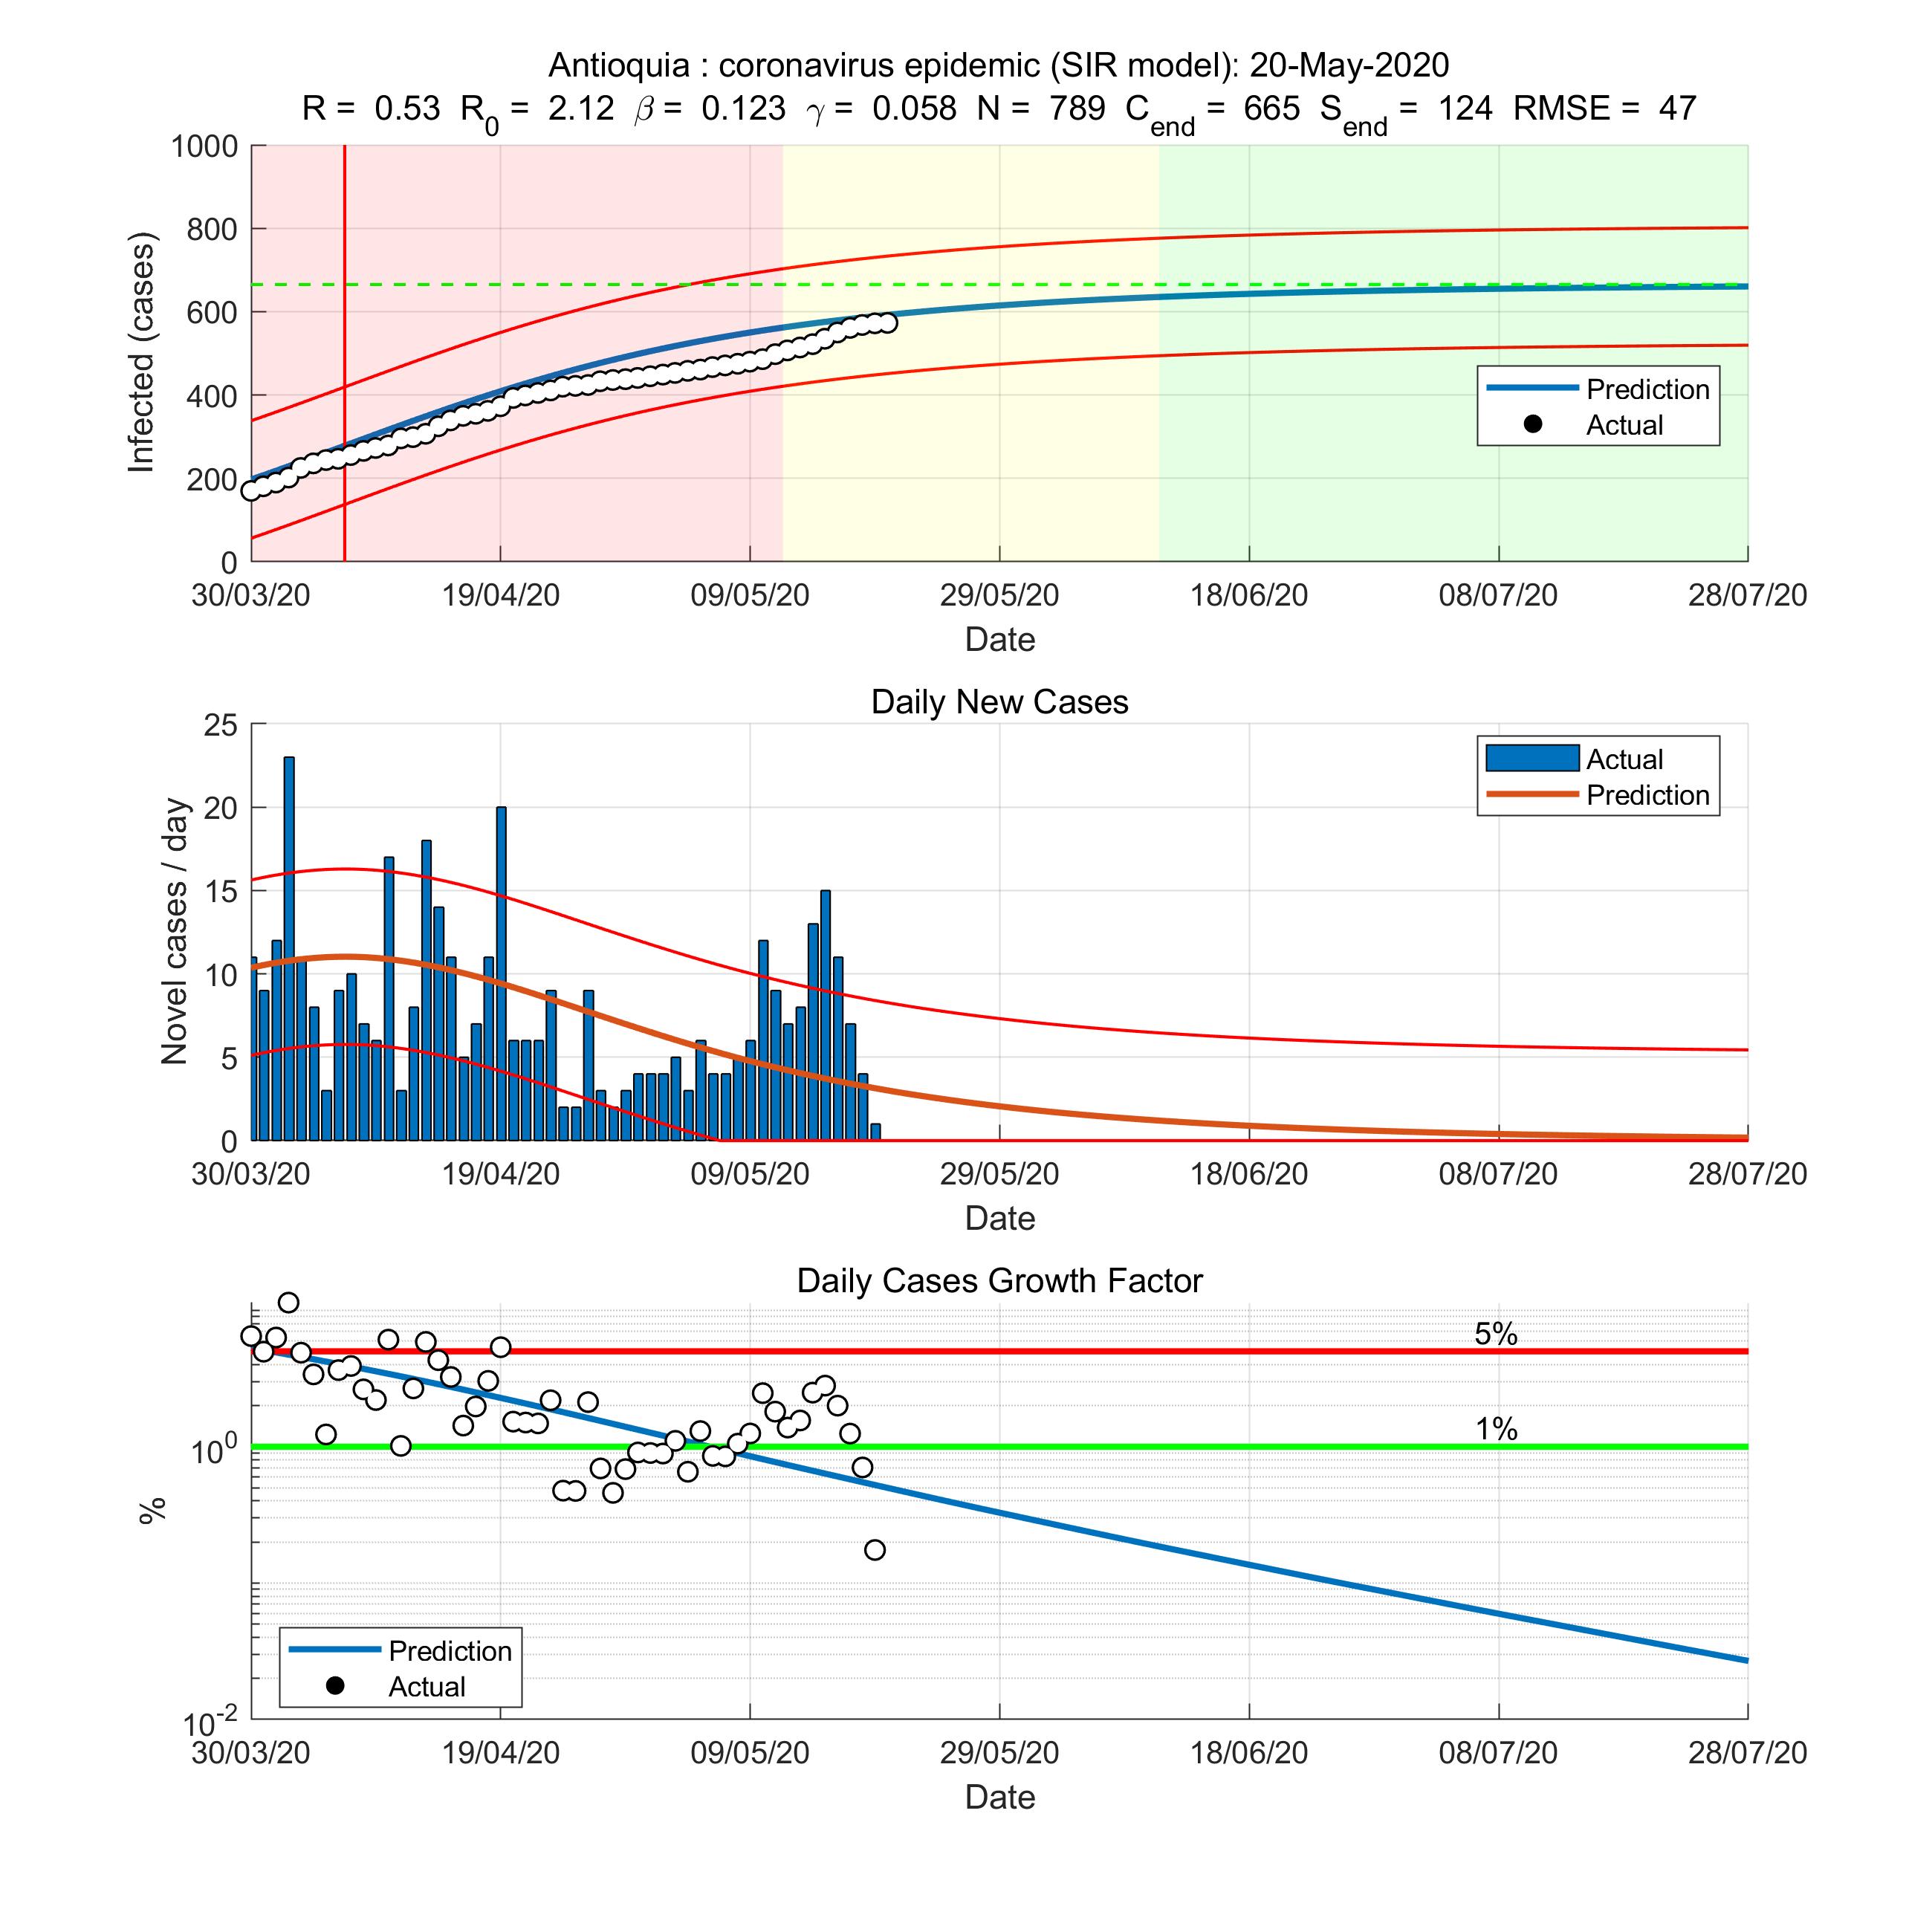 Antioquia : coronavirus epidemic (SIR model): 20-May-2020
R = 0.53 R0 = 2.12 β = 0.123 γ = 0.058 N = 789 Cend = 665 Send = 124 RMSE = 47
1000
800
600
400
200
0
Infected (cases)
Prediction
Actual
30/03/20 19/04/20 09/05/20 29/05/20 18/06/20 08/07/20 28/07/20
Date
Daily New Cases
25
20
15
10
5
0
Novel cases / day
Actual
Prediction
30/03/20 19/04/20 09/05/20 29/05/20 18/06/20 08/07/20 28/07/20
Date
Daily Cases Growth Factor
5%
1%
10^0
%
Prediction
Actual
10^-2
30/03/20 19/04/20 09/05/20 29/05/20 18/06/20 08/07/20 28/07/20
Date